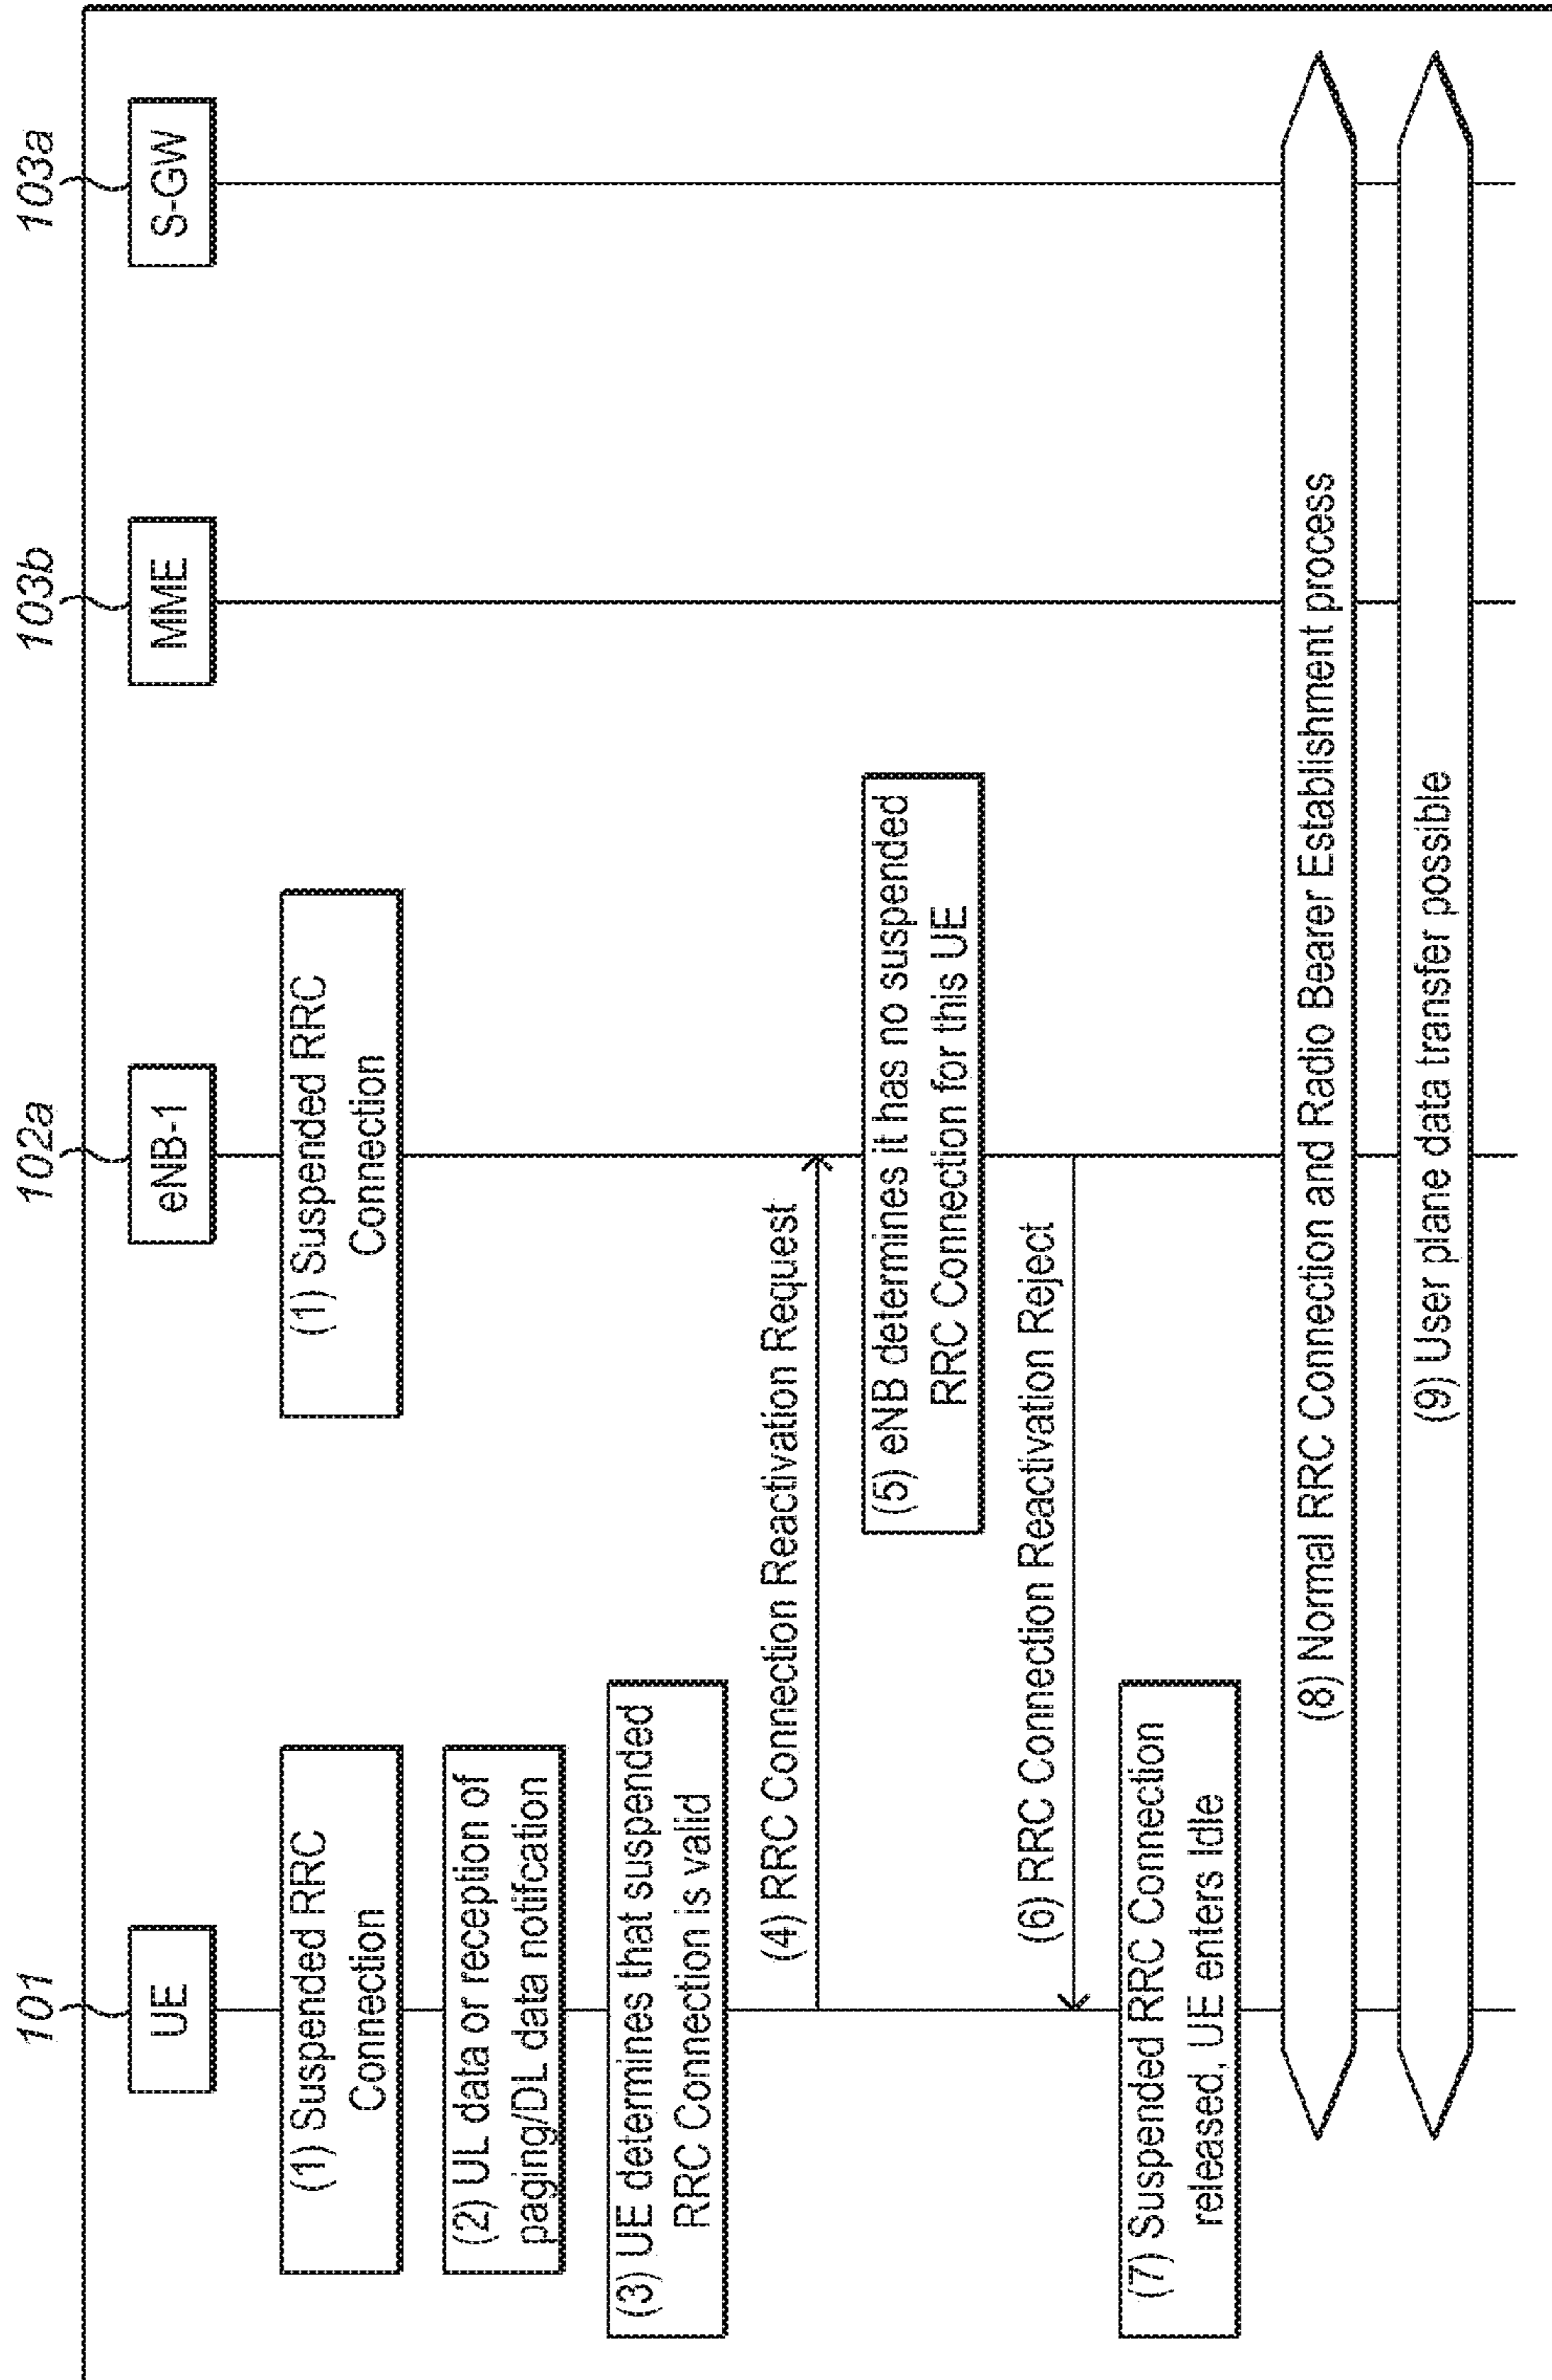 101
102a
103b
103a
UE
eNB-1
MME
S-GW
(1) Suspended RRC
Connection
(1) Suspended RRC
Connection
(2) UL data or reception of
paging/DL data notifcation
(3) UE determines that suspended
RRC Connection is valid
(4) RRC Connection Reactivation Request
(5) eNB determines it has no suspended
RRC Connection for this UE
(6) RRC Connection Reactivation Reject
(7) Suspended RRC Connection
released, UE enters Idle
(8) Normal RRC Connection and Radio Bearer Establishment process
(9) User plane data transfer possible